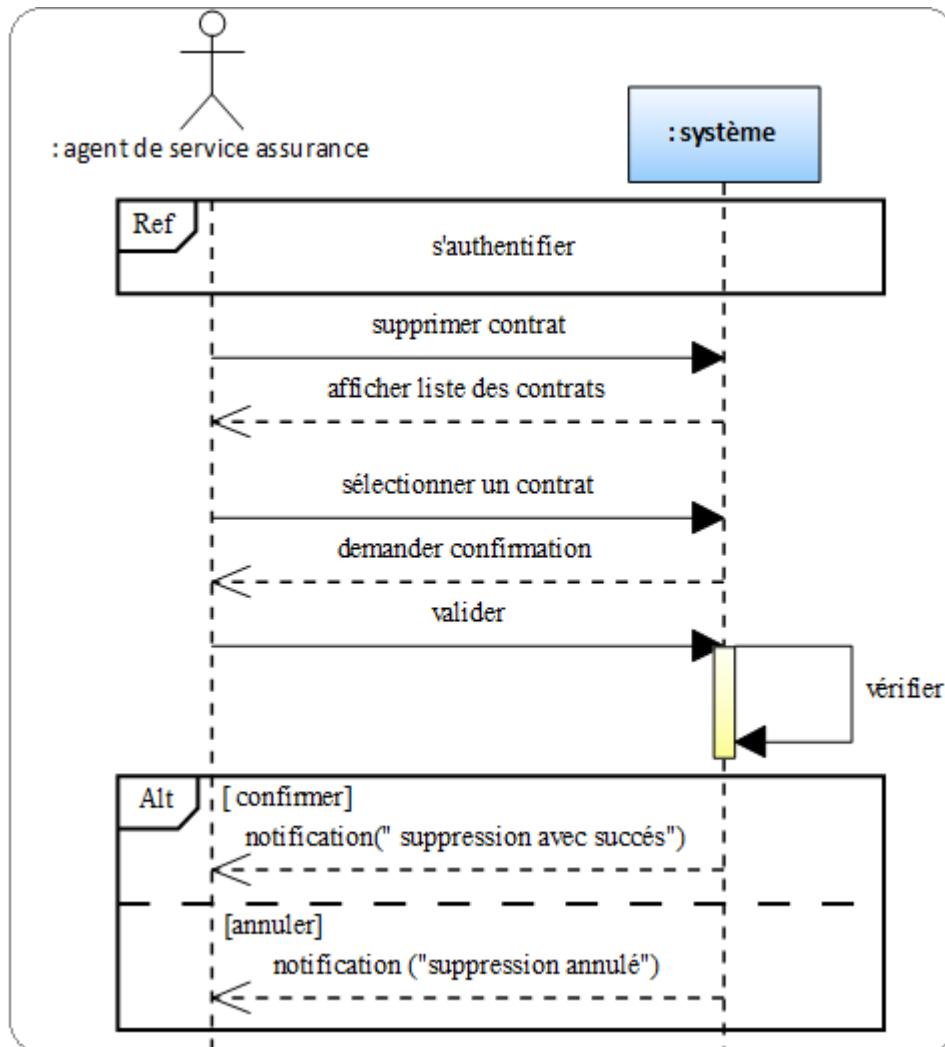 : agent de service assurance
: système
Ref
s'authentifier
supprimer contrat
afficher liste des contrats
sélectionner un contrat
demander confirmation
valider
vérifier
Alt
[ confirmer]
notification(" suppression avec succés")
[annuler]
notification ("suppression annulé")